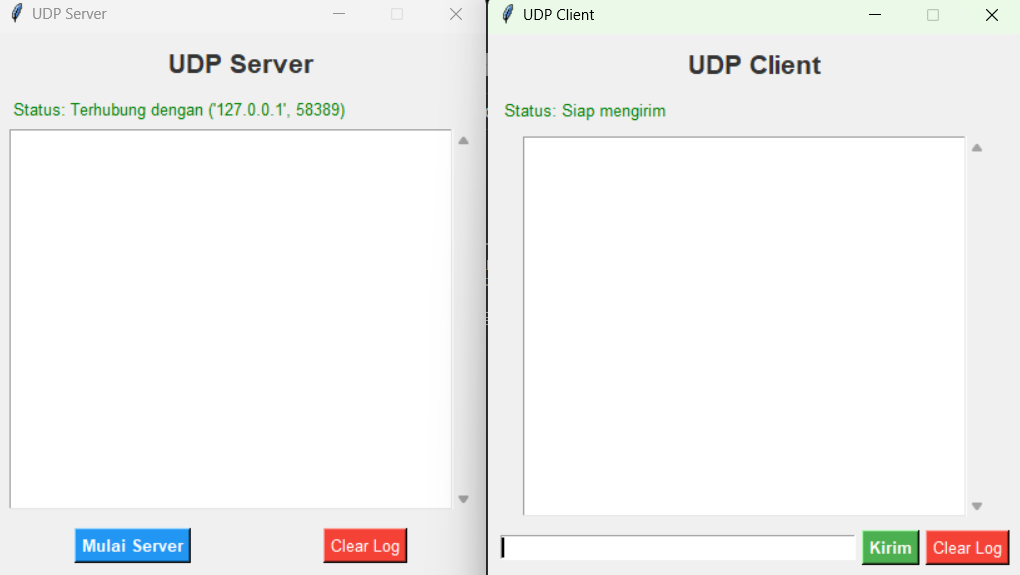 UDP Server
UDP Server
Status: Terhubung dengan ('127.0.0.1', 58389)
Mulai Server
Clear Log
UDP Client
UDP Client
Status: Siap mengirim
Kirim
Clear Log